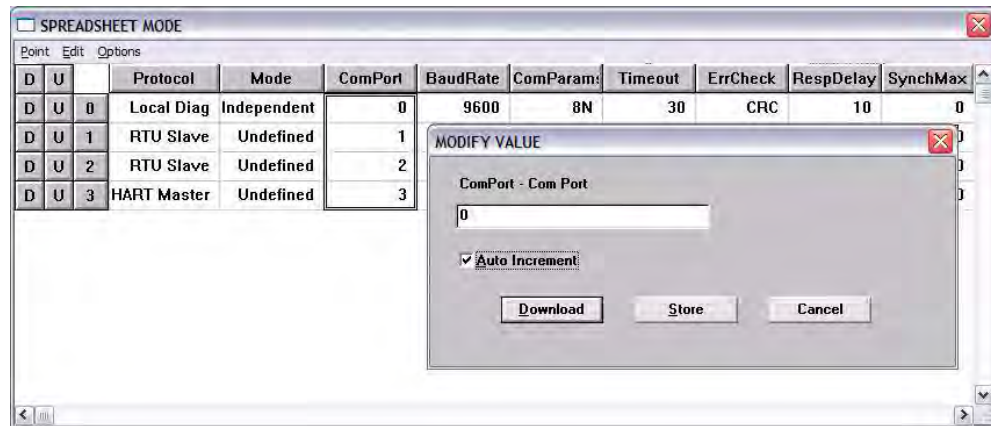 SPREADSHEET MODE
Point Edit Options
D U Protocol Mode ComPort BaudRate ComParams Timeout ErrCheck RespDelay SynchMax
D U 0 Local Diag Independent 0 9600 8N 30 CRC 10 0
D U 1 RTU Slave Undefined 1
D U 2 RTU Slave Undefined 2
D U 3 HART Master Undefined 3
MODIFY VALUE
ComPort - Com Port
0
Auto Increment
Download Store Cancel